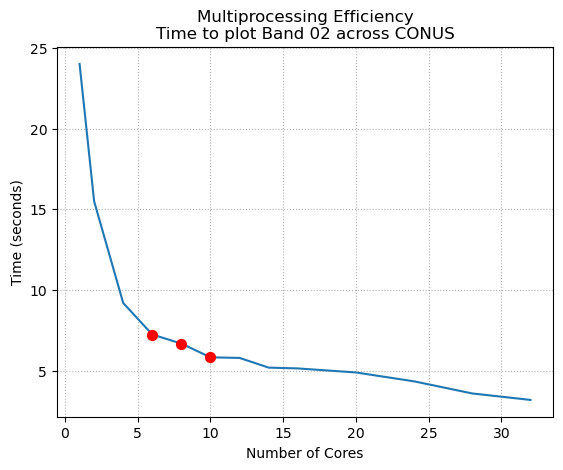 Multiprocessing Efficiency
Time to plot Band 02 across CONUS
25
20
15
10
5
Time (seconds)
0 5 10 15 20 25 30
Number of Cores